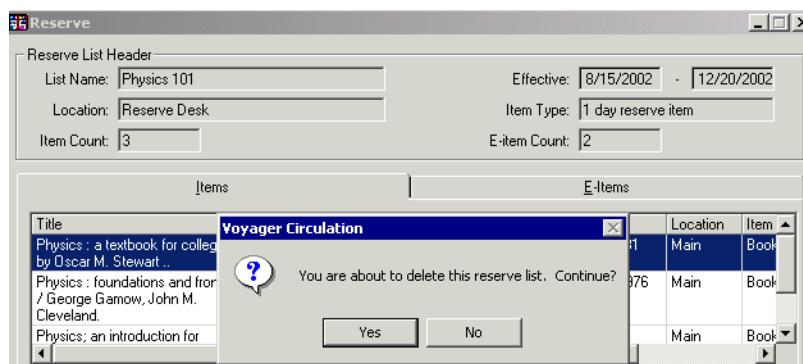 Reserve
Reserve List Header
List Name: Physics 101 Effective: 8/15/2002 - 12/20/2002
Location: Reserve Desk Item Type: 1 day reserve item
Item Count: 3 E-item Count: 2
Items E-Items
Title Location Item
Voyager Circulation
Physics : a textbook for
by Oscar M. Stewart .. Main Book
You are about to delete this reserve list. Continue?
Physics : foundations and
/ George Gamow, John M. Main
Cleveland.
Yes No
Physics; an introduction for Main Book